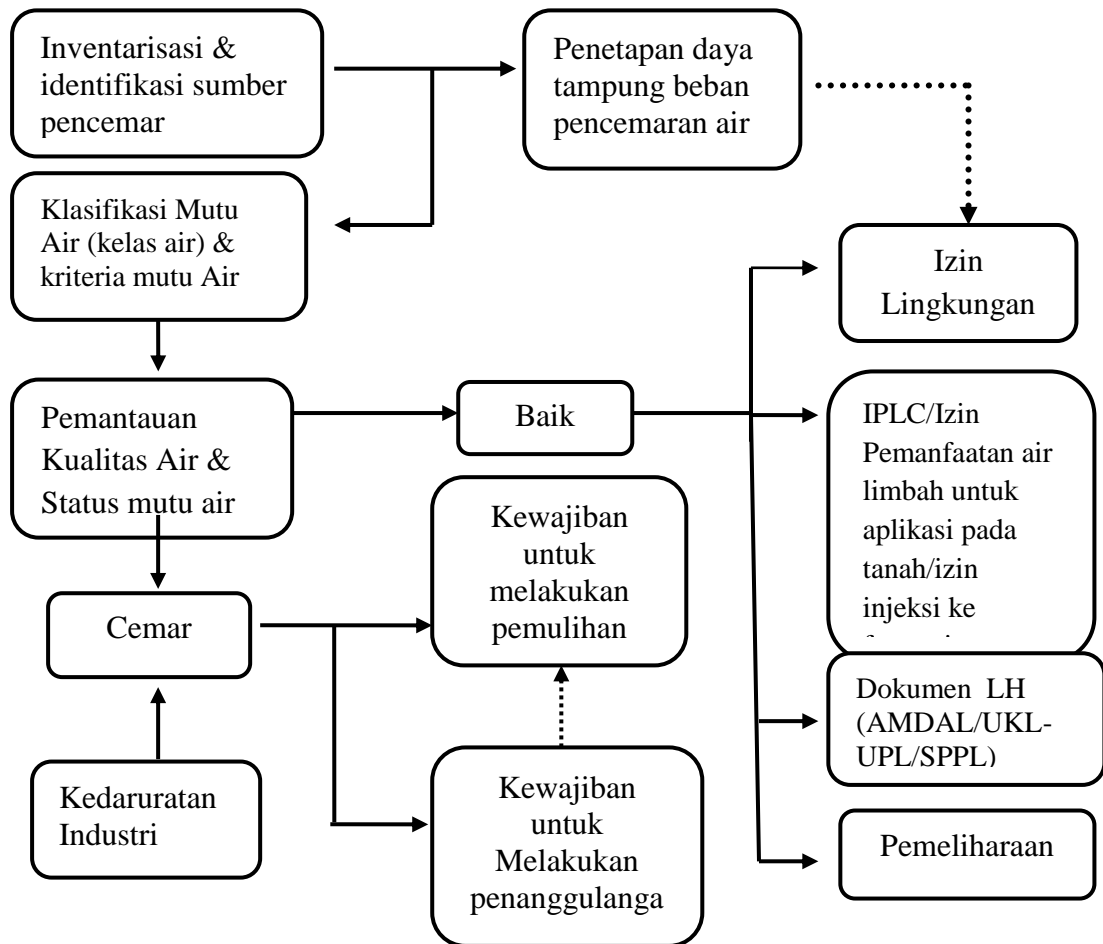 Inventarisasi &
identifikasi sumber
pencemar
Penetapan daya
tampung beban
pencemaran air
Klasifikasi Mutu
Air (kelas air) &
kriteria mutu Air
Izin
Lingkungan
Pemantauan
Kualitas Air &
Status mutu air
Baik
IPLC/Izin
Pemanfaatan air
limbah untuk
aplikasi pada
tanah/izin
injeksi ke
Kewajiban
untuk
melakukan
pemulihan
Cemar
Dokumen LH
(AMDAL/UKL-
UPL/SPPL)
Kedaruratan
Industri
Kewajiban
untuk
Melakukan
penanggulanga
Pemeliharaan